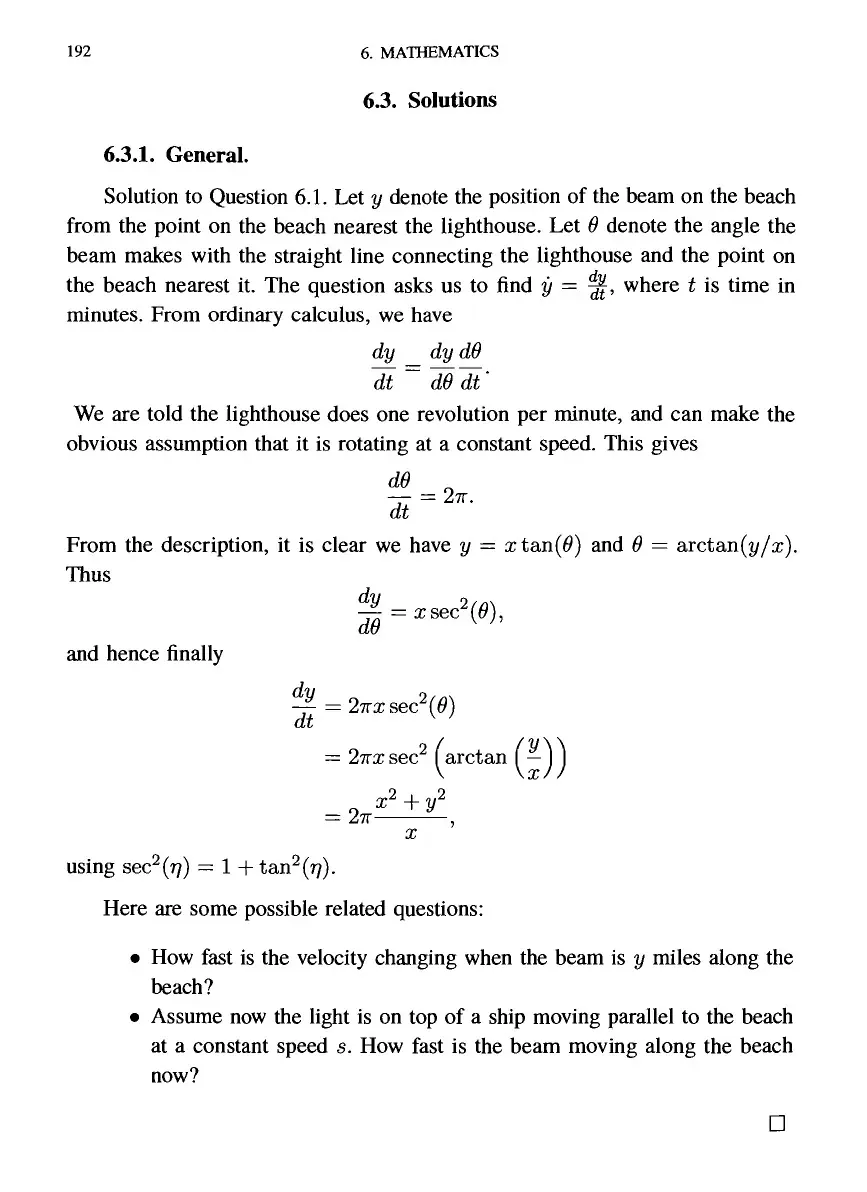 192 6. MATHEMATICS
6.3. Solutions
6.3.1. General.
Solution to Question 6.1. Let y denote the position of the beam on the beach
from the point on the beach nearest the lighthouse. Let θ denote the angle the
beam makes with the straight line connecting the lighthouse and the point on
the beach nearest it. The question asks us to find ẏ = dy/dt, where t is time in
minutes. From ordinary calculus, we have
dy/dt = dy/dθ dθ/dt.
We are told the lighthouse does one revolution per minute, and can make the
obvious assumption that it is rotating at a constant speed. This gives
dθ/dt = 2π.
From the description, it is clear we have y = x tan(θ) and θ = arctan(y/x).
Thus
dy/dθ = x sec²(θ),
and hence finally
dy/dt = 2πx sec²(θ)
= 2πx sec² (arctan (y/x))
= 2π (x² + y²)/x,
using sec²(η) = 1 + tan²(η).
Here are some possible related questions:
• How fast is the velocity changing when the beam is y miles along the
beach?
• Assume now the light is on top of a ship moving parallel to the beach
at a constant speed s. How fast is the beam moving along the beach
now?
□